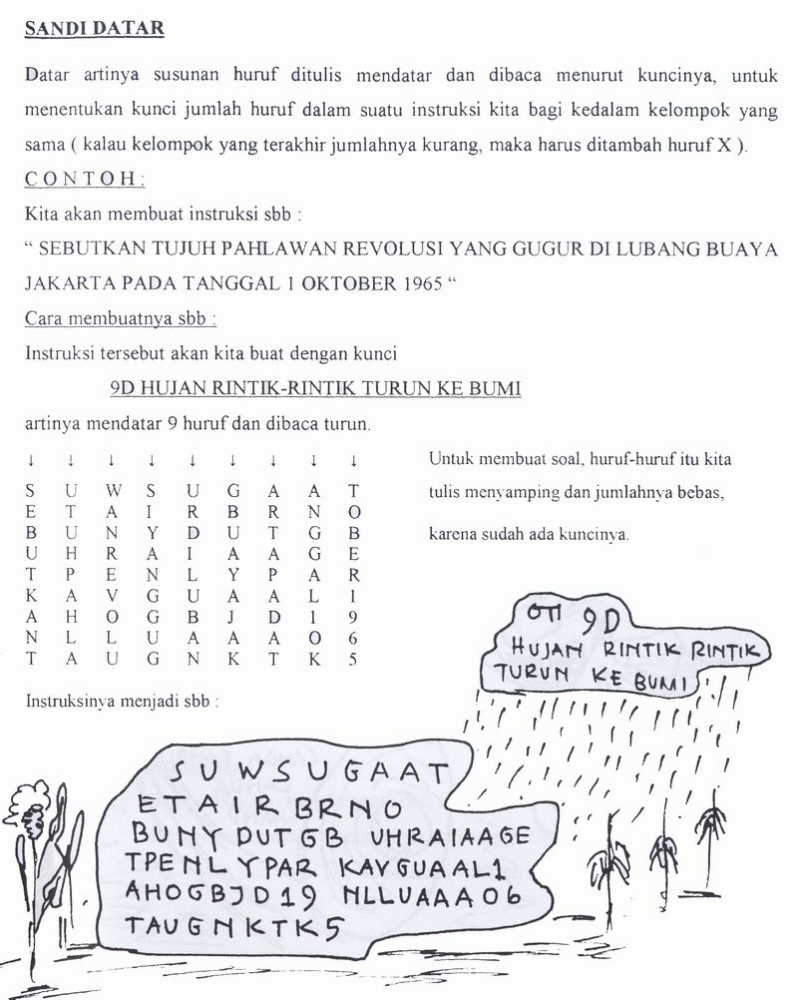 SANDI DATAR
Datar artinya susunan huruf ditulis mendatar dan dibaca menurut kuncinya, untuk
menentukan kunci jumlah huruf dalam suatu instruksi kita bagi kedalam kelompok yang
sama ( kalau kelompok yang terakhir jumlahnya kurang, maka harus ditambah huruf X ).
C O N T O H :
Kita akan membuat instruksi sbb :
“ SEBUTKAN TUJUH PAHLAWAN REVOLUSI YANG GUGUR DI LUBANG BUAYA
JAKARTA PADA TANGGAL 1 OKTOBER 1965 “
Cara membuatnya sbb :
Instruksi tersebut akan kita buat dengan kunci
9D HUJAN RINTIK-RINTIK TURUN KE BUMI
artinya mendatar 9 huruf dan dibaca turun.
↓ ↓ ↓ ↓ ↓ ↓ ↓ ↓ ↓
S U W S U G A A T
E T A I R B R N O
B U N Y D U T G B
U H R A I A A G E
T P E N L Y P A R
K A V G U A A L 1
A H O G B J D 1 9
N L L U A A A O 6
T A U G N K T K 5
Untuk membuat soal, huruf-huruf itu kita
tulis menyamping dan jumlahnya bebas,
karena sudah ada kuncinya.
Instruksinya menjadi sbb :
9D
HUJAN RINTIK RINTIK
TURUN KE BUMI
S U W S U G A A T
E T A I R B R N O
BUNY DUTGB UHRAIAAGE
TPENLYPAR KAVGUAAL1
AHOGBJD19 NLLUAAAO6
TAUGNKTK5